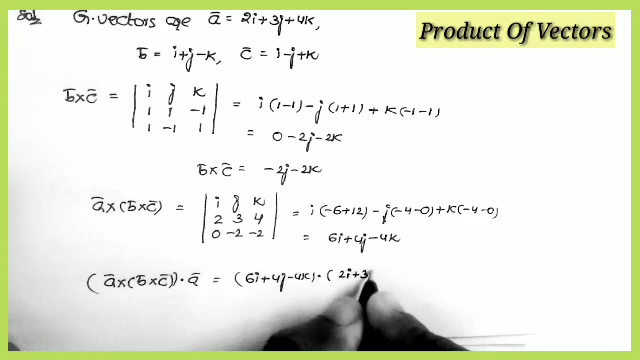 Product Of Vectors
Sol G. vectors are a̅ = 2i+3j+4k,
b̅ = i+j-k, c̅ = i-j+k
b̅×c̅ = | i j k | = i(1-1)-j(1+1)+k(-1-1)
| 1 1 -1 |
| 1 -1 1 | = 0-2j-2k
b̅×c̅ = -2j-2k
a̅×(b̅×c̅) = | i j k | = i(-6+12)-j(-4-0)+k(-4-0)
| 2 3 4 |
| 0 -2 -2 | = 6i+4j-4k
(a̅×(b̅×c̅))·a̅ = (6i+4j-4k)·(2i+3